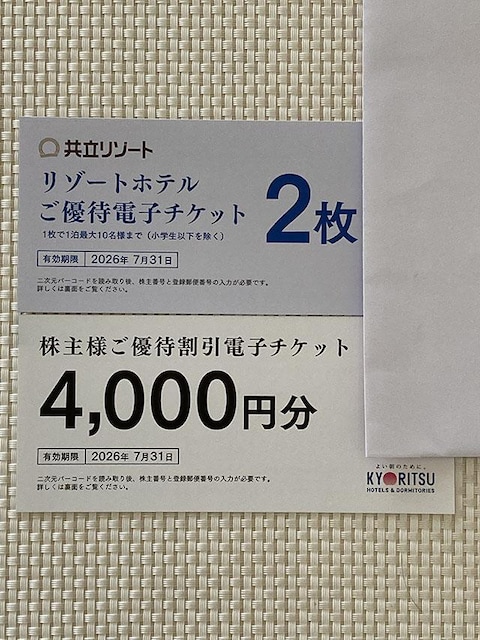 共立リゾート
リゾートホテル
ご優待電子チケット
2枚
1枚で1泊最大10名様まで（小学生以下を除く）
有効期限 2026年 7月31日
二次元バーコードを読み取り後、株主番号と登録郵便番号の入力が必要です。
詳しくは裏面をご覧ください。
株主様ご優待割引電子チケット
4,000円分
有効期限 2026年 7月31日
二次元バーコードを読み取り後、株主番号と登録郵便番号の入力が必要です。
詳しくは裏面をご覧ください。
よい朝のために。
KYORITSU
HOTELS & DORMITORIES